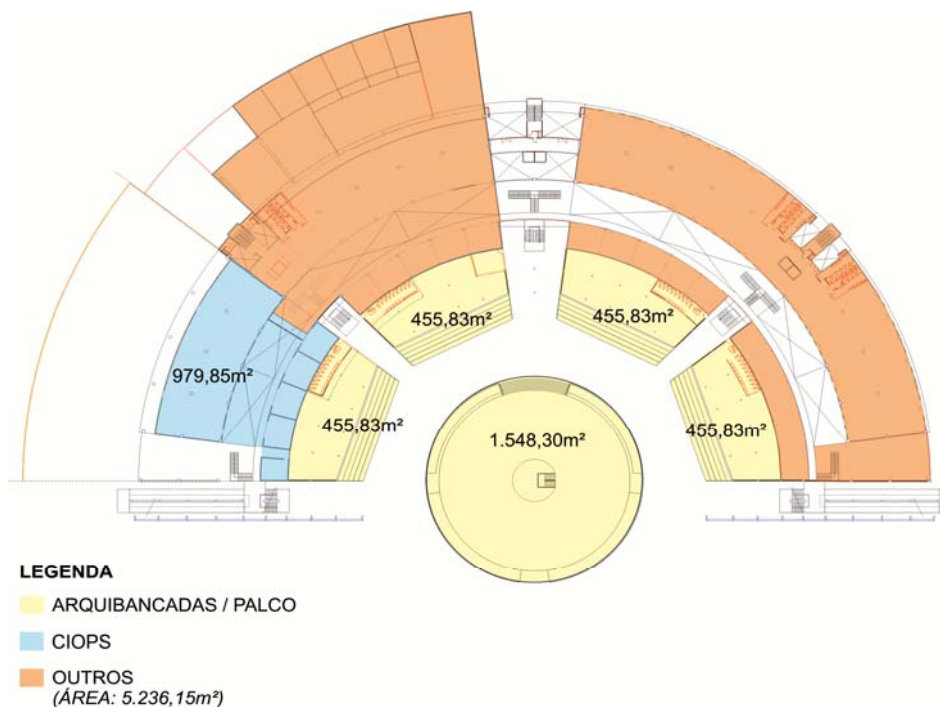 455,83m²
455,83m²
979,85m²
455,83m²
1.548,30m²
455,83m²
LEGENDA
ARQUIBANCADAS / PALCO
CIOPS
OUTROS
(ÁREA: 5.236,15m²)